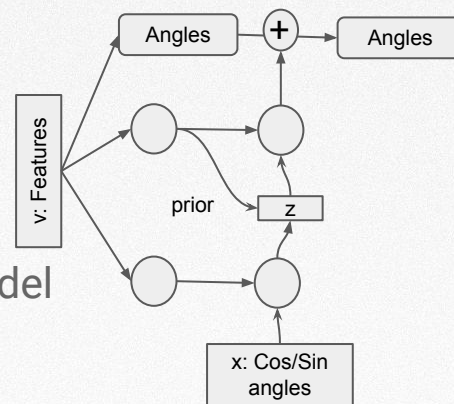 Angles
+
Angles
v: Features
prior
z
del
x: Cos/Sin
angles